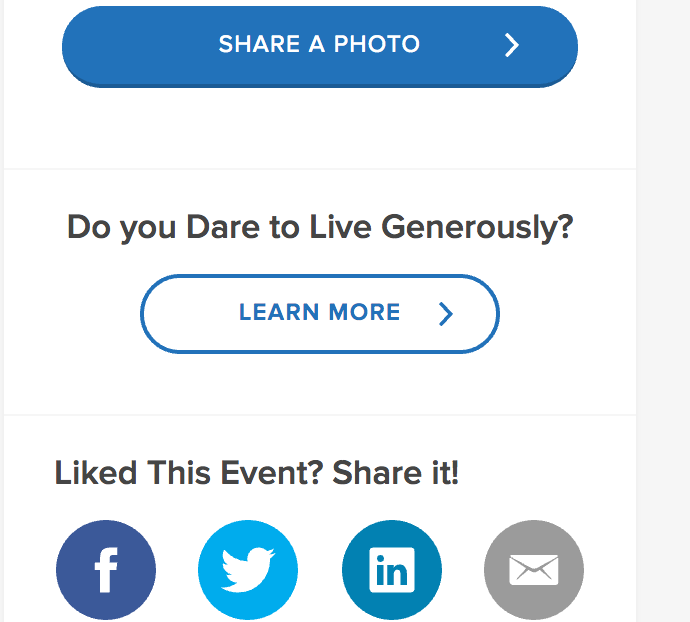 SHARE A PHOTO
Do you Dare to Live Generously?
LEARN MORE
Liked This Event? Share it!
f
in